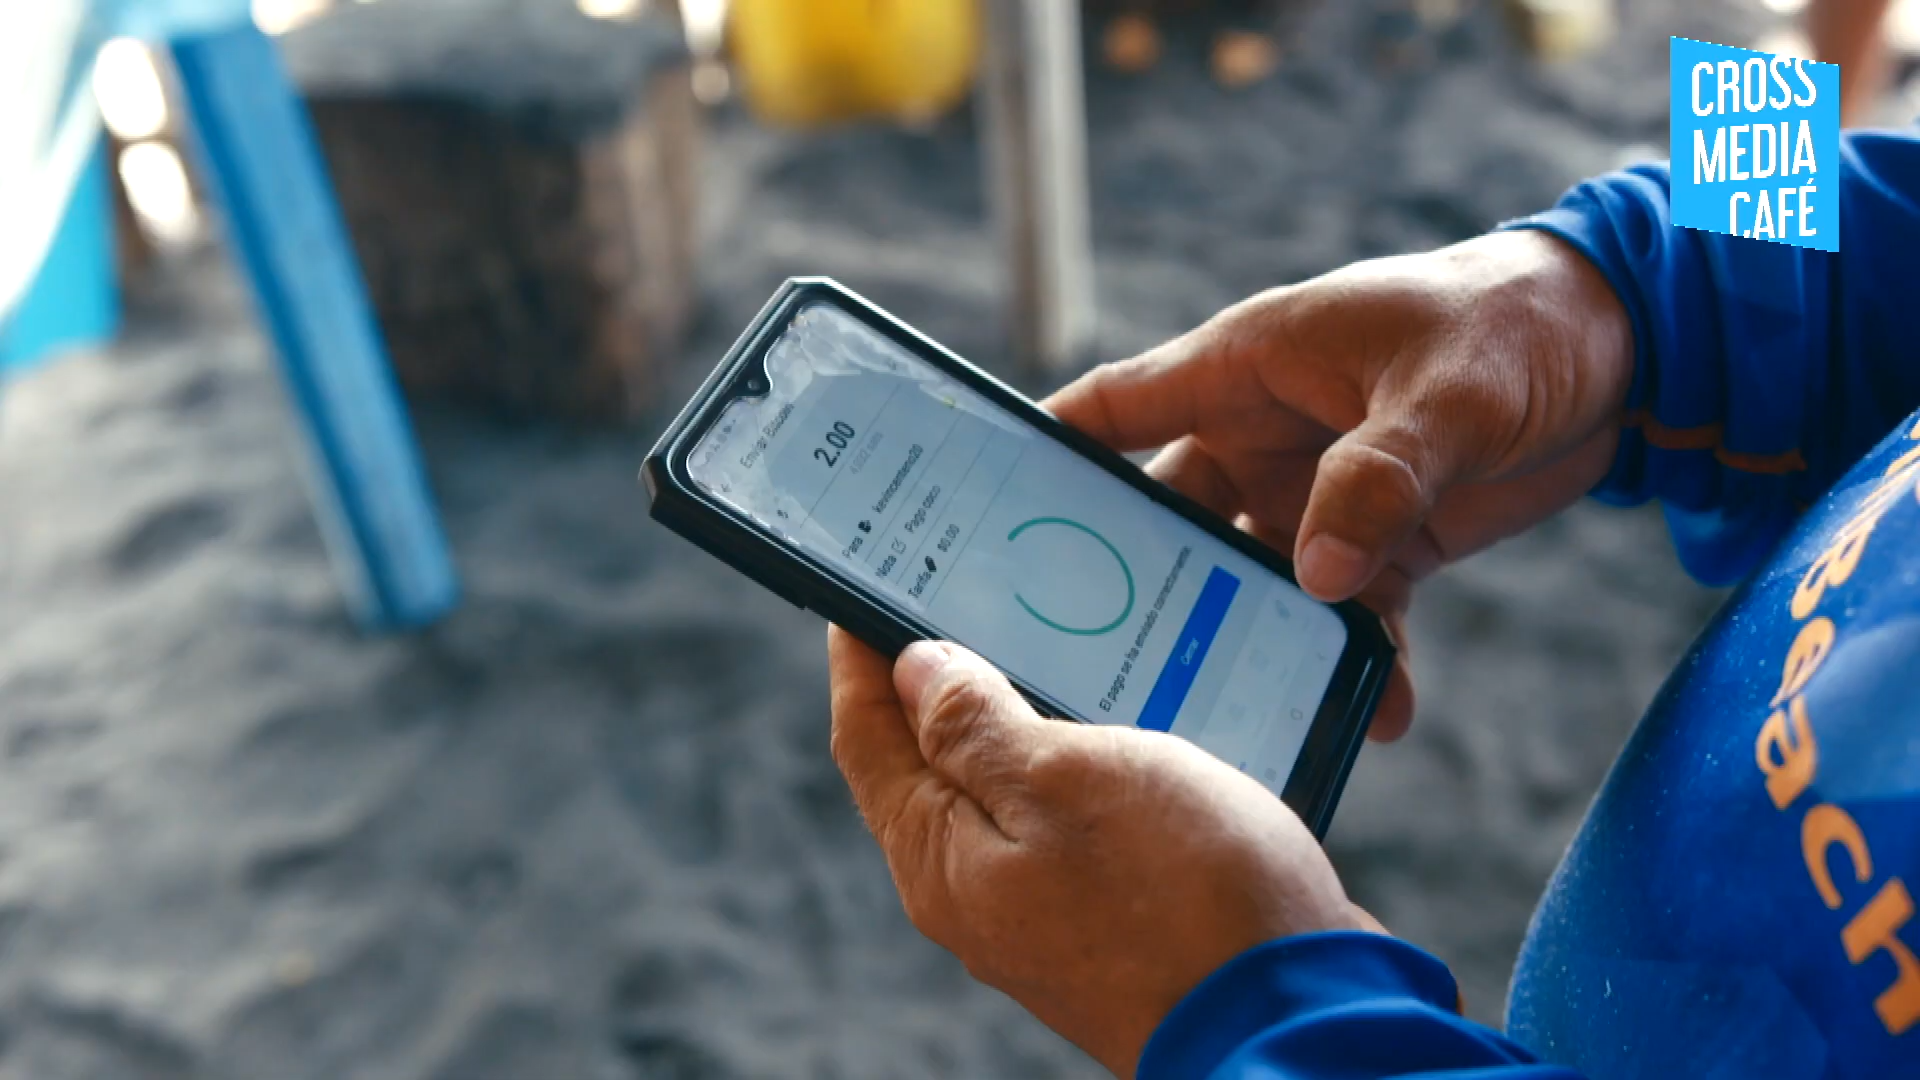 CROSS
MEDIA
CAFÉ
Enviar Bitcoin
2.00
Para
Nota Pago coco
Tarifa $0.00
El pago se ha enviado correctamente
Cerrar
Beach